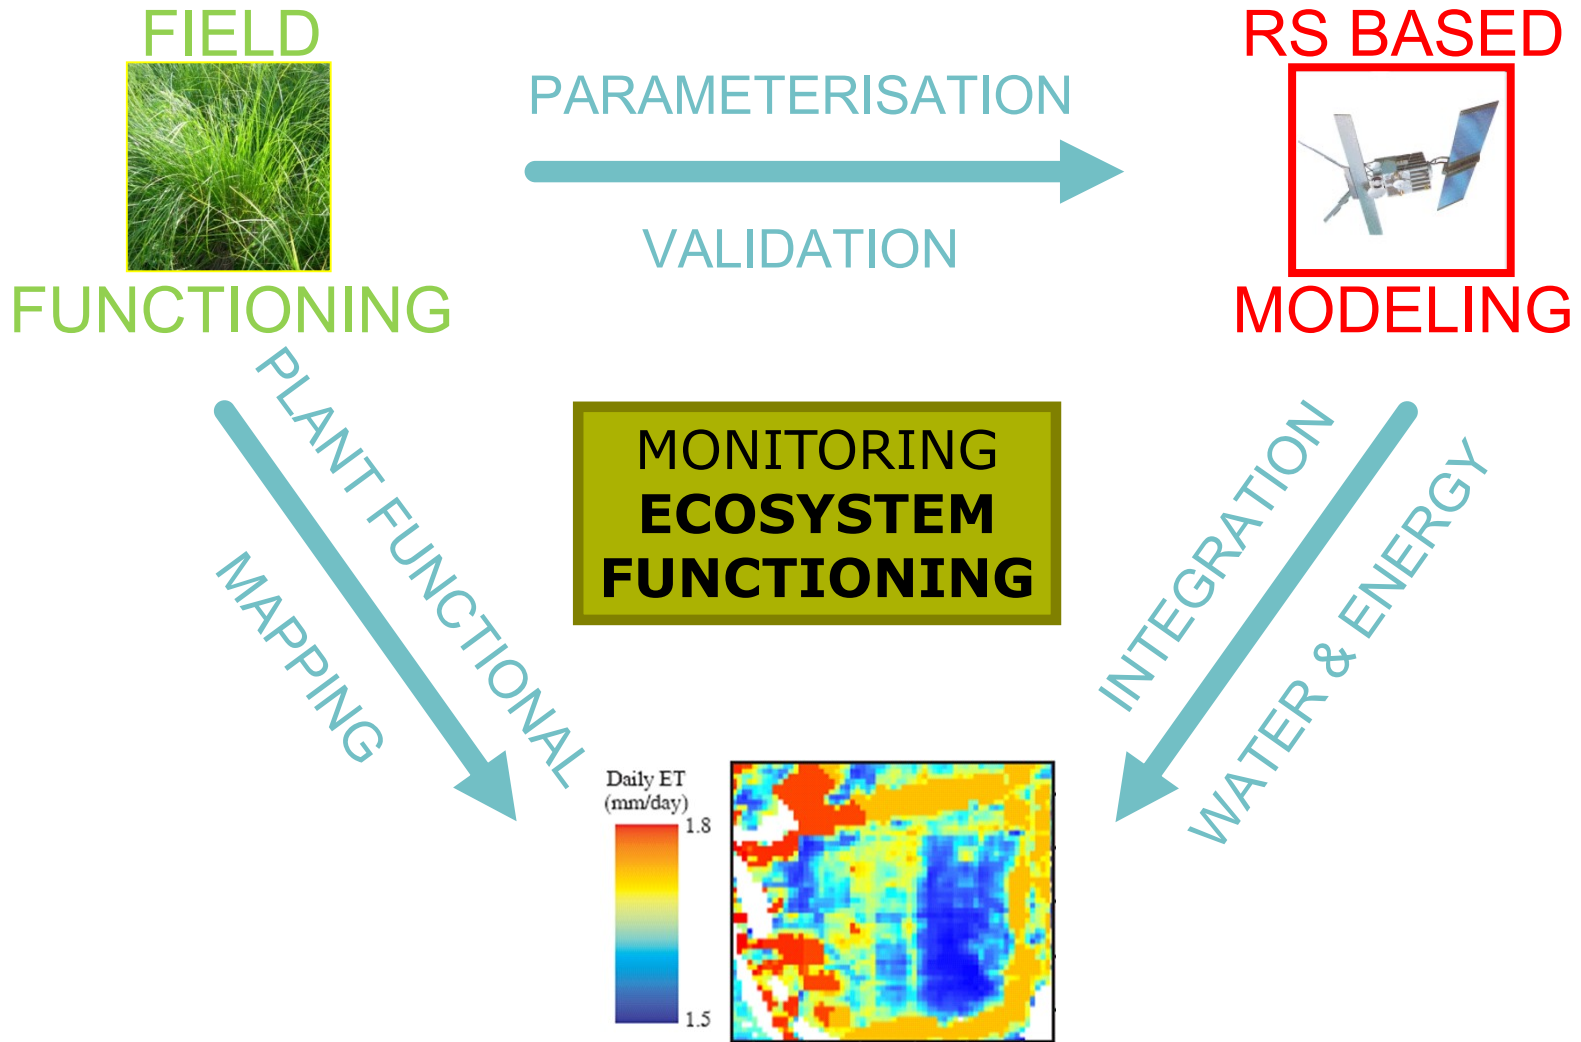 FIELD
FUNCTIONING
PARAMETERISATION
VALIDATION
RS BASED
MODELING
PLANT FUNCTIONAL
MAPPING
MONITORING
ECOSYSTEM
FUNCTIONING
INTEGRATION
WATER & ENERGY
Daily ET
(mm/day)
1.8
1.5